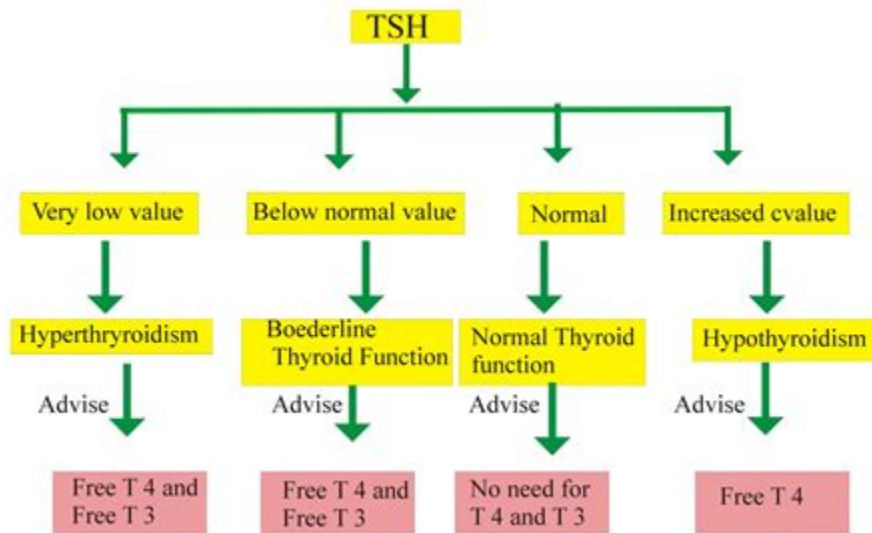 TSH
Very low value
Below normal value
Normal
Increased cvalue
Hyperthryroidism
Boederline
Thyroid Function
Normal Thyroid
function
Hypothyroidism
Advise
Advise
Advise
Advise
Free T 4 and
Free T 3
Free T 4 and
Free T 3
No need for
T 4 and T 3
Free T 4